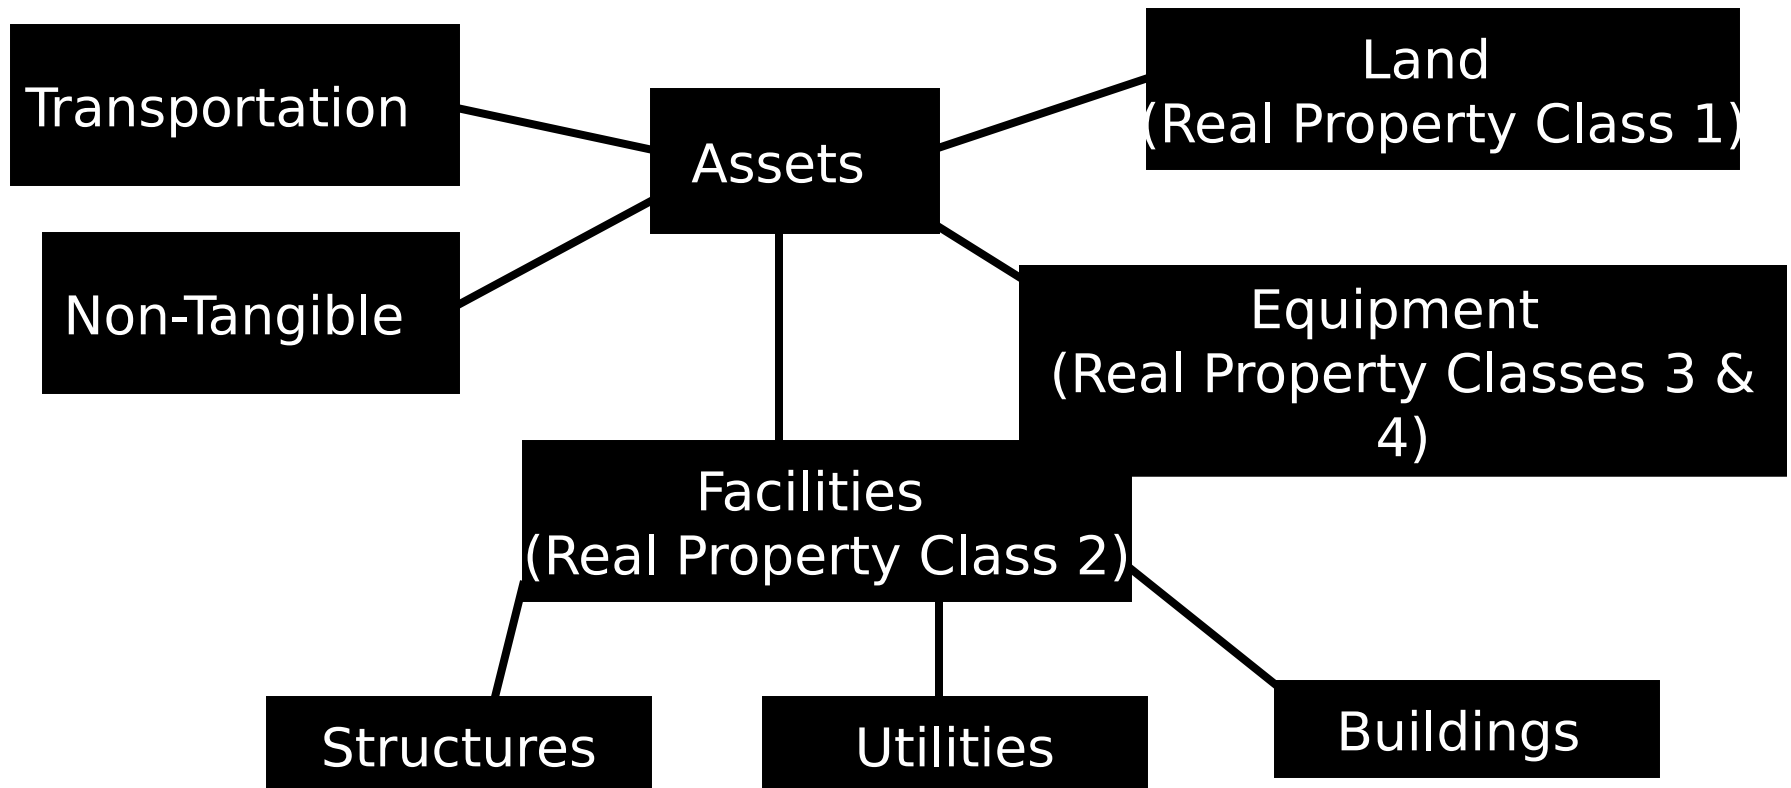 Transportation
Assets
Land
(Real Property Class 1)
Non-Tangible
Equipment
(Real Property Classes 3 &
4)
Facilities
(Real Property Class 2)
Structures
Utilities
Buildings